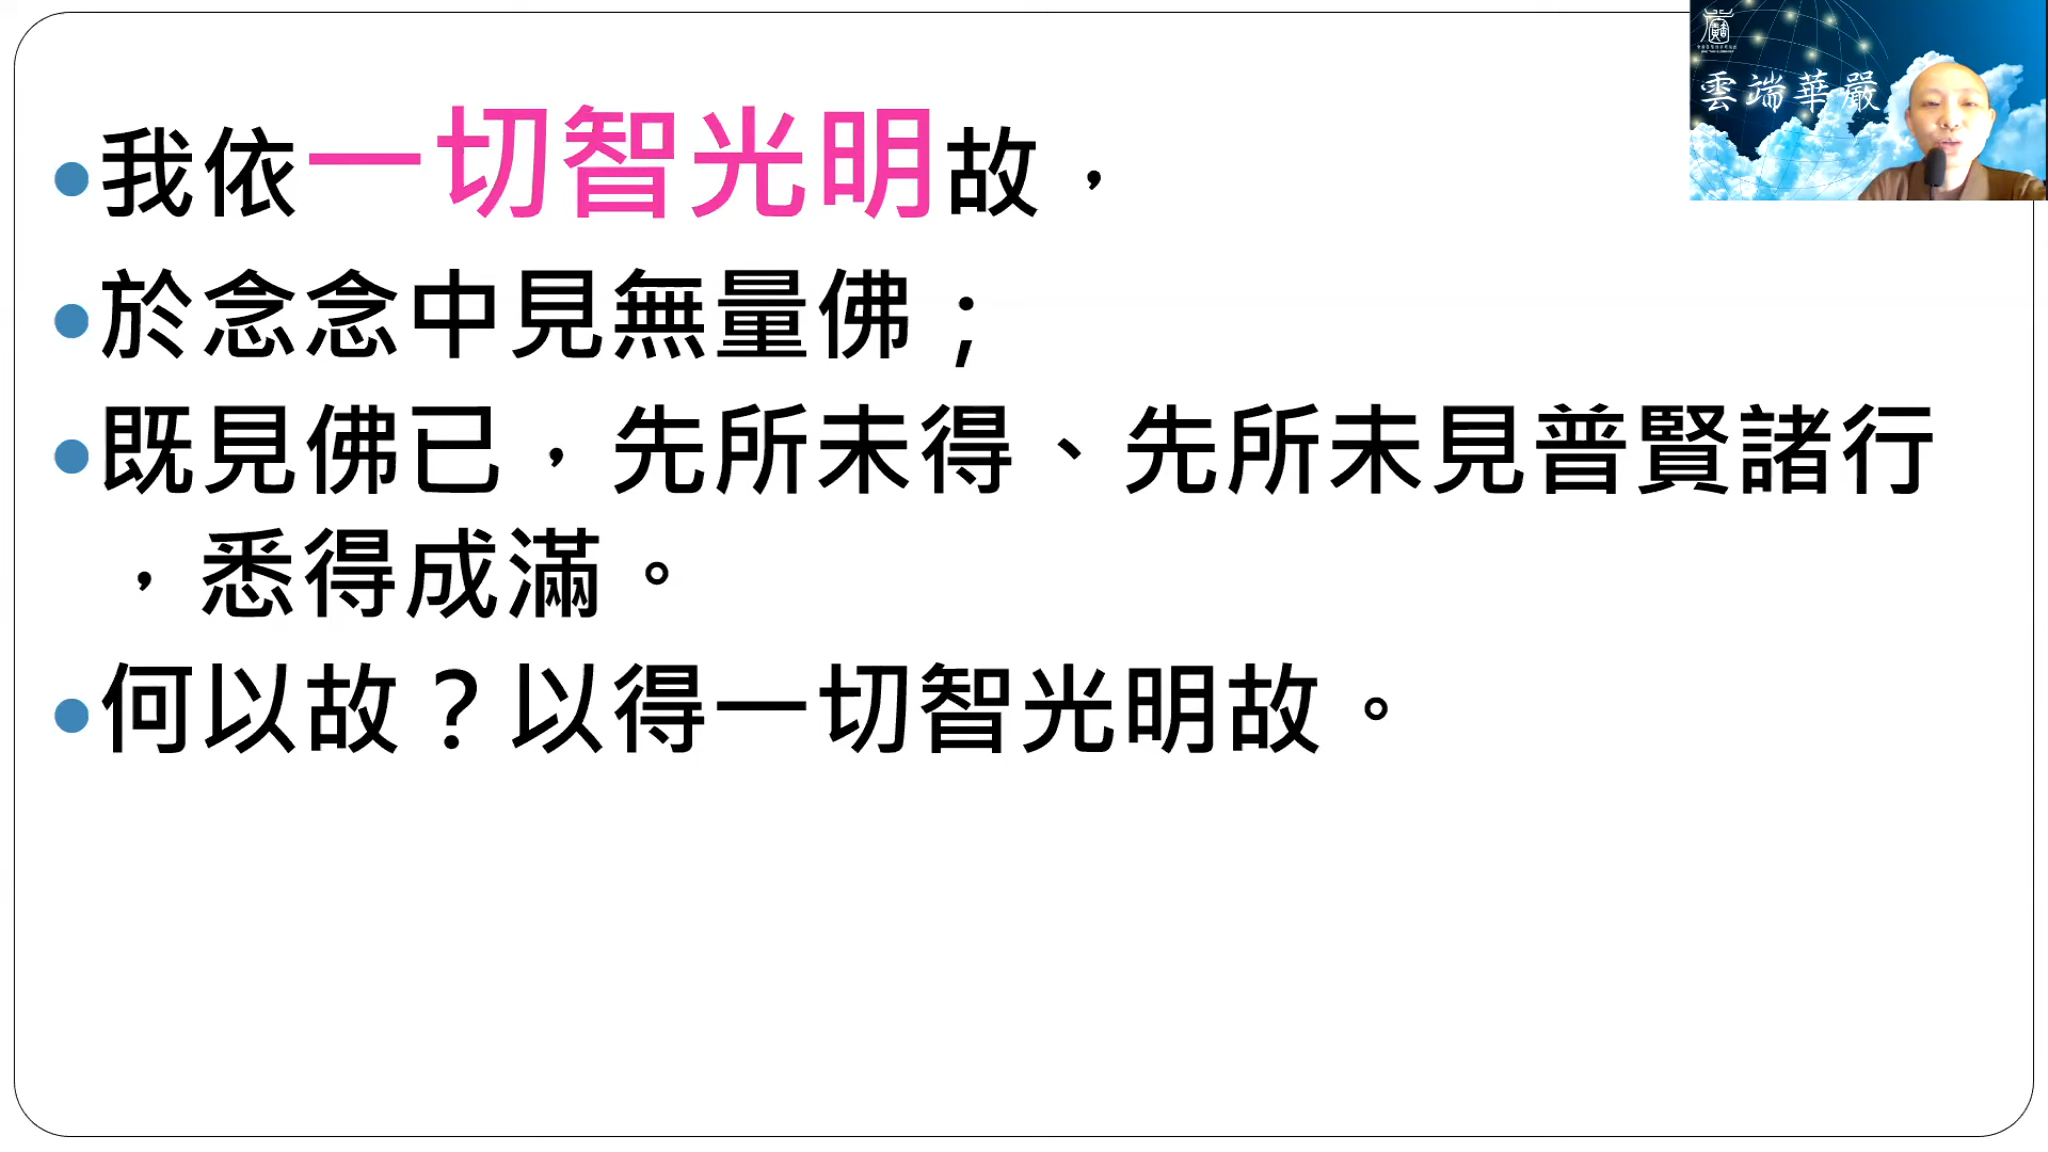 雲端華嚴
我依一切智光明故，
於念念中見無量佛；
既見佛已，先所未得、先所未見普賢諸行
，悉得成滿。
何以故？以得一切智光明故。